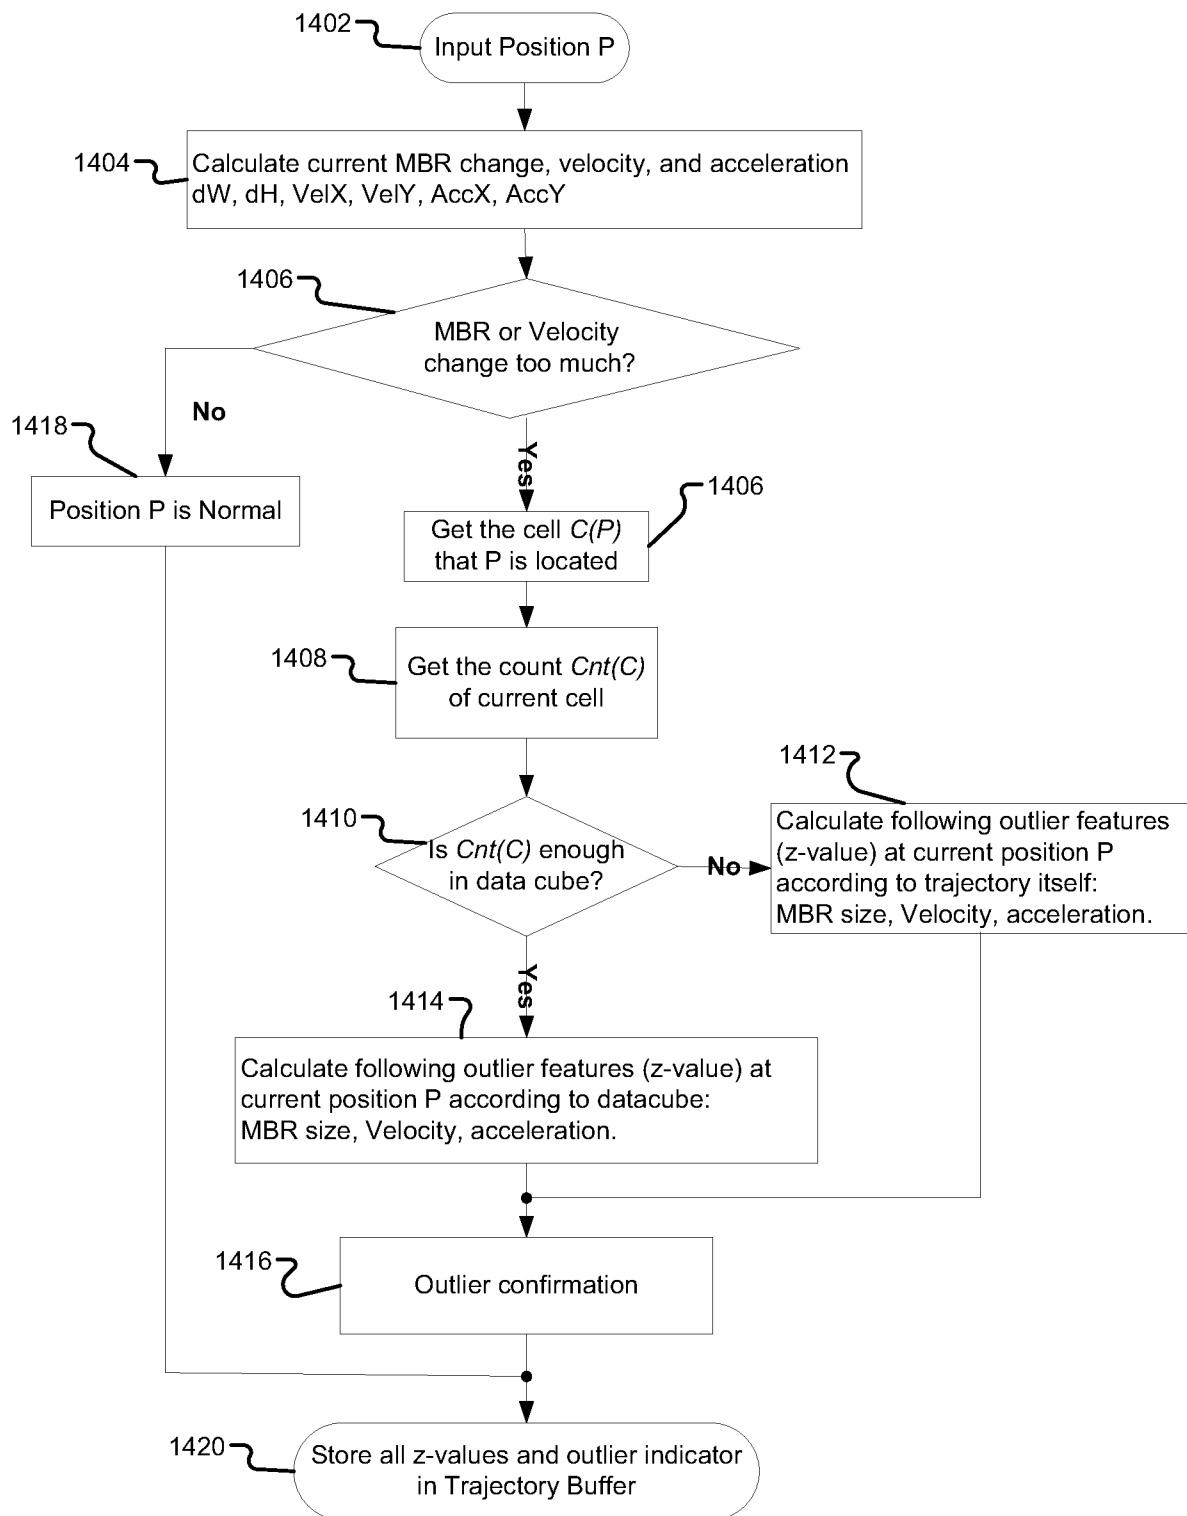 1402
Input Position P
1404
Calculate current MBR change, velocity, and acceleration
dW, dH, VelX, VelY, AccX, AccY
1406
MBR or Velocity
change too much?
No
1418
Yes
1406
Position P is Normal
Get the cell C(P)
that P is located
1408
Get the count Cnt(C)
of current cell
1412
1410
Is Cnt(C) enough
in data cube?
No
Calculate following outlier features
(z-value) at current position P
according to trajectory itself:
MBR size, Velocity, acceleration.
Yes
1414
Calculate following outlier features (z-value) at
current position P according to datacube:
MBR size, Velocity, acceleration.
1416
Outlier confirmation
1420
Store all z-values and outlier indicator
in Trajectory Buffer